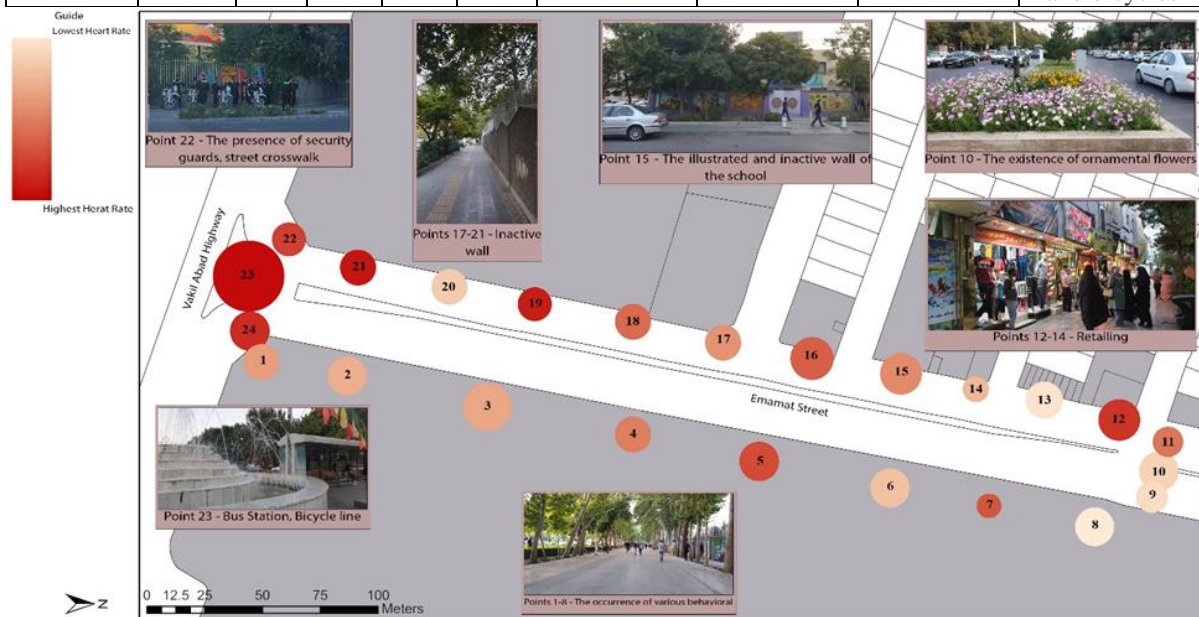 Guide
Lowest Heart Rate
Highest Herat Rate
Point 22 - The presence of security
guards, street crosswalk
Points 17-21 - Inactive
wall
Point 15 - The illustrated and inactive wall of
the school
Point 10 - The existence of ornamental flowers
Points 12-14 - Retailing
Vakil Abad Highway
22
23
21
20
19
18
17
16
15
14
13
12
11
10
9
24
1
2
3
4
5
6
7
8
Emamat Street
Point 23 - Bus Station, Bicycle line
Points 1-8 - The occurrence of various behavioral
N
0 12.5 25 50 75 100
Meters